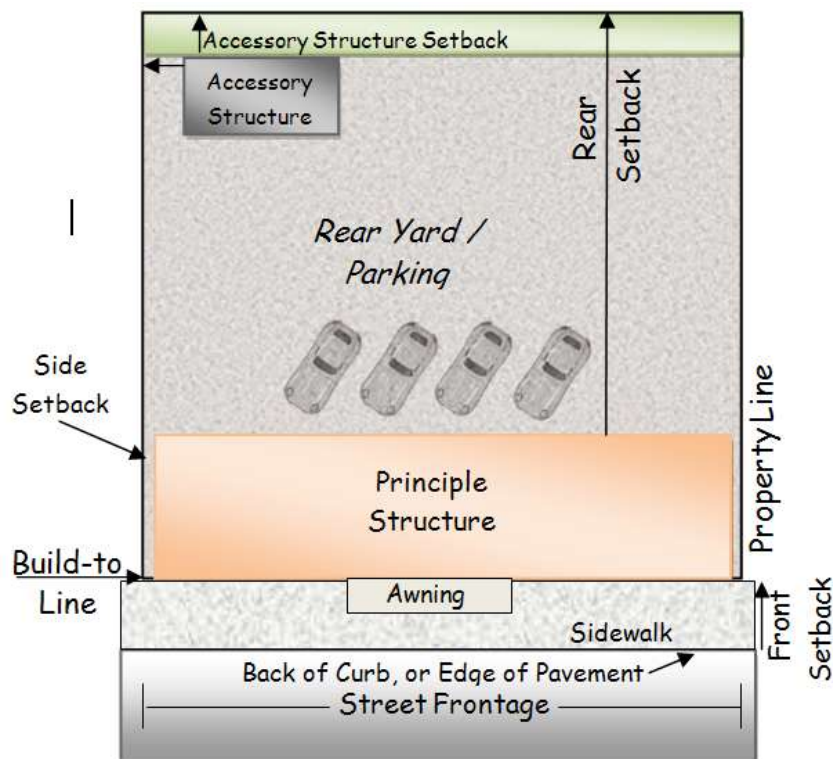 Accessory Structure Setback
Accessory
Structure
Rear
Setback
Rear Yard /
Parking
Side
Setback
Property Line
Principle
Structure
Build-to
Line
Awning
Sidewalk
Front
Setback
Back of Curb, or Edge of Pavement
Street Frontage